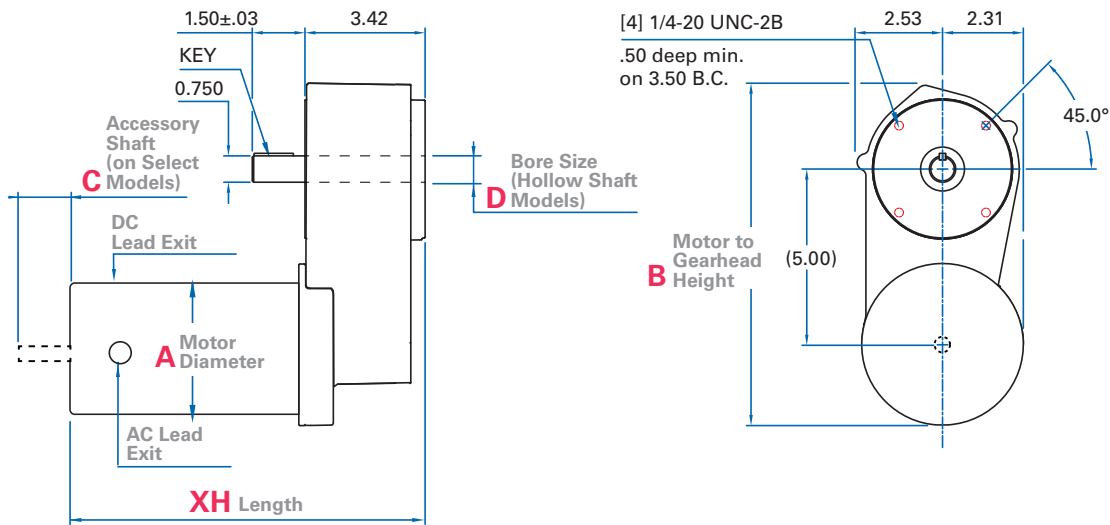 1.50±.03
3.42
KEY
0.750
C Accessory
Shaft
(on Select
Models)
DC
Lead Exit
A Motor
Diameter
AC Lead
Exit
XH Length
D Bore Size
(Hollow Shaft
Models)
[4] 1/4-20 UNC-2B
.50 deep min.
on 3.50 B.C.
2.53
2.31
45.0°
B Motor to
Gearhead
Height
(5.00)